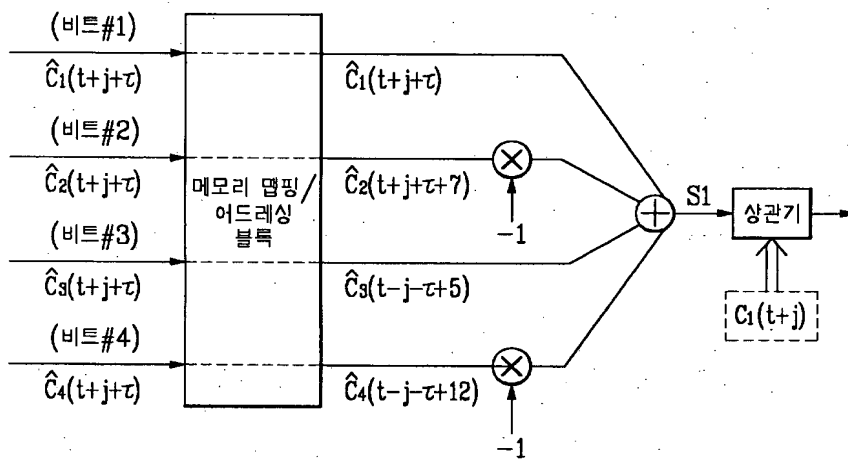 (비트#1)
Ĉ₁(t+j+τ)
Ĉ₁(t+j+τ)
(비트#2)
Ĉ₂(t+j+τ)
Ĉ₂(t+j+τ+7)
-1
메모리 맵핑/
어드레싱
블록
(비트#3)
Ĉ₃(t+j+τ)
Ĉ₃(t-j-τ+5)
(비트#4)
Ĉ₄(t+j+τ)
Ĉ₄(t-j-τ+12)
-1
S1
상관기
C₁(t+j)